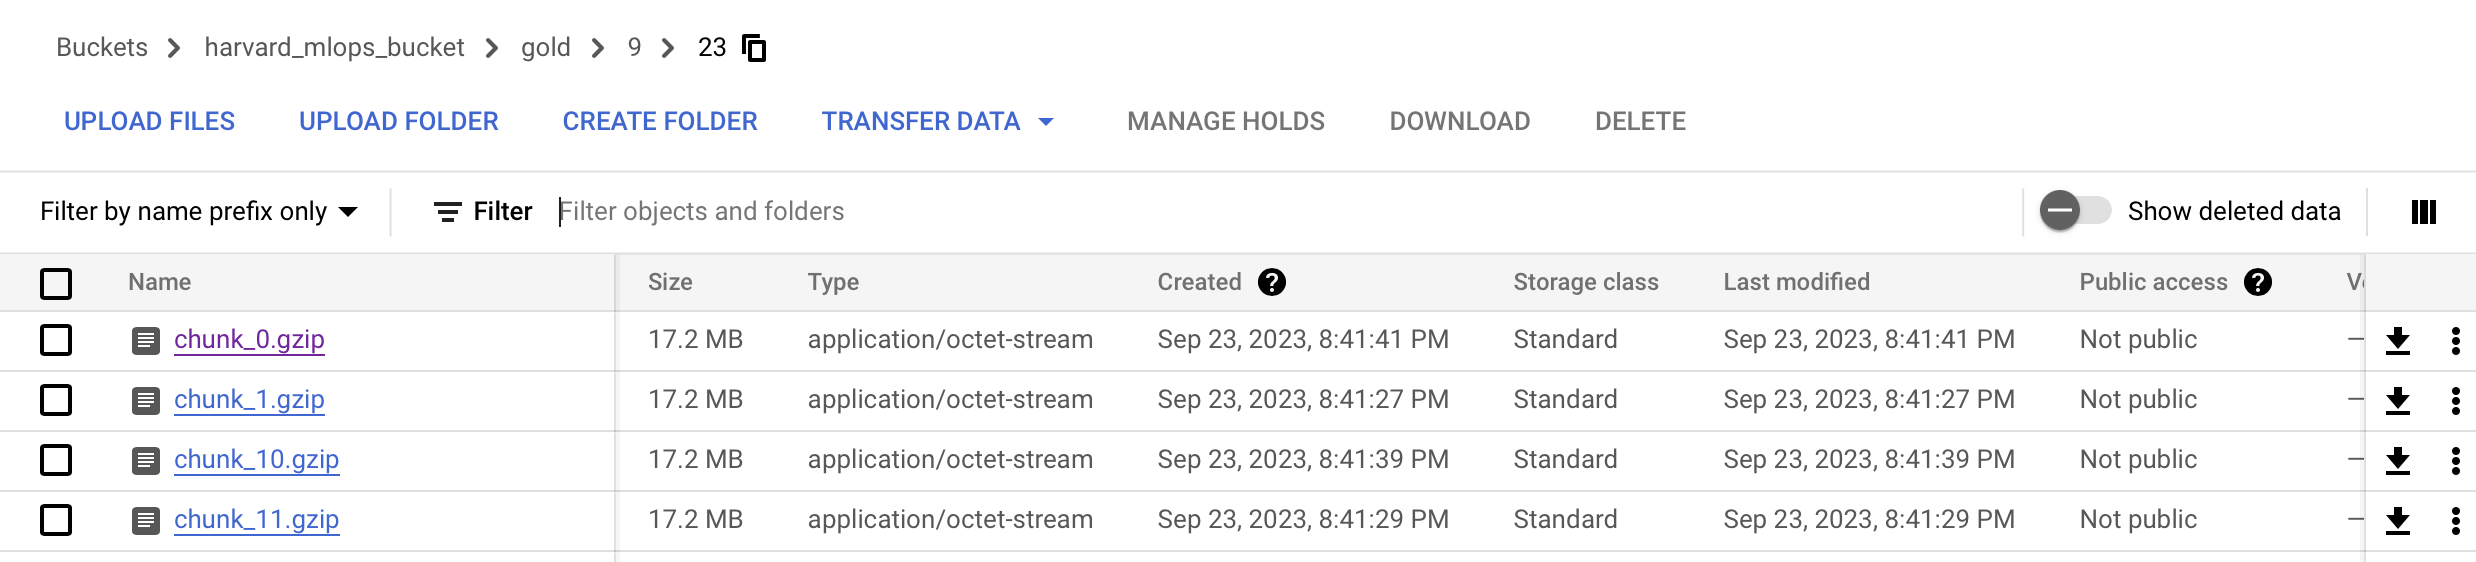 Buckets > harvard_mlops_bucket > gold > 9 > 23
UPLOAD FILES UPLOAD FOLDER CREATE FOLDER TRANSFER DATA MANAGE HOLDS DOWNLOAD DELETE
Filter by name prefix only Filter Filter objects and folders Show deleted data
Name Size Type Created ? Storage class Last modified Public access ?
chunk_0.gzip 17.2 MB application/octet-stream Sep 23, 2023, 8:41:41 PM Standard Sep 23, 2023, 8:41:41 PM Not public —
chunk_1.gzip 17.2 MB application/octet-stream Sep 23, 2023, 8:41:27 PM Standard Sep 23, 2023, 8:41:27 PM Not public —
chunk_10.gzip 17.2 MB application/octet-stream Sep 23, 2023, 8:41:39 PM Standard Sep 23, 2023, 8:41:39 PM Not public —
chunk_11.gzip 17.2 MB application/octet-stream Sep 23, 2023, 8:41:29 PM Standard Sep 23, 2023, 8:41:29 PM Not public —